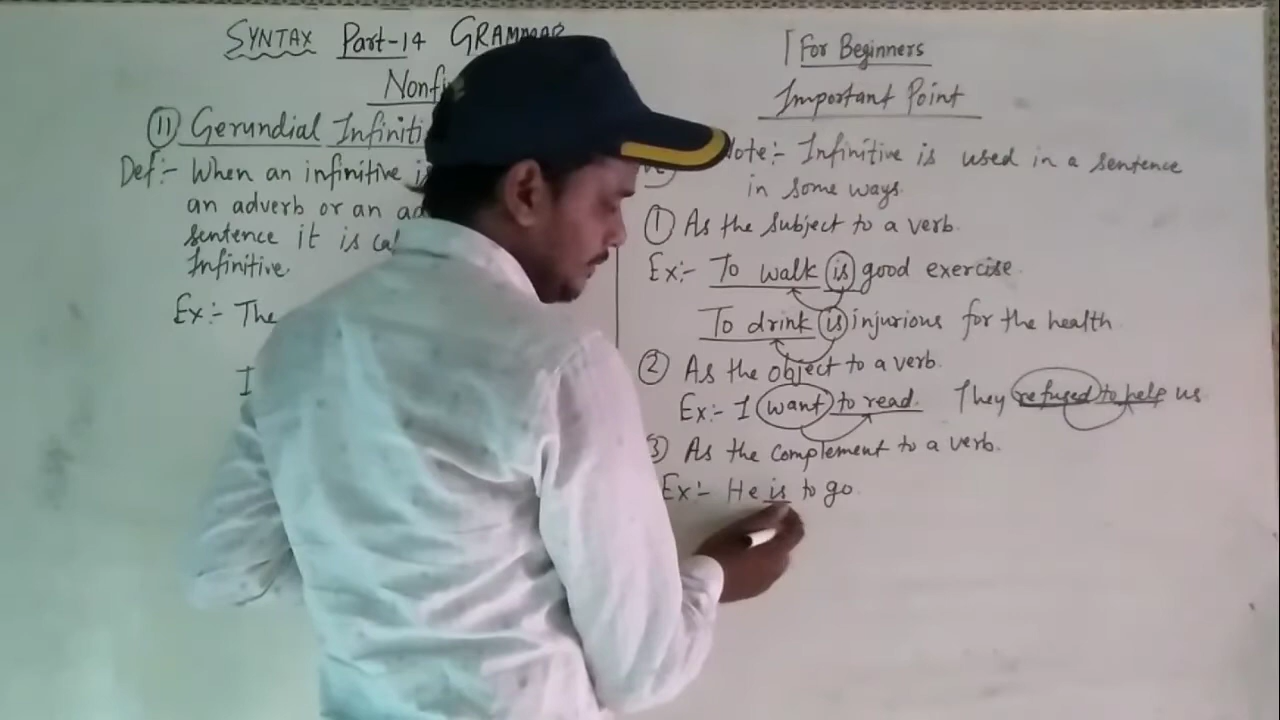 SYNTAX Part-14 GRAMMAR
For Beginners
Important Point
(11) Gerundial
Def:- When an infinitive
an adverb or an
sentence it is
Infinitive.
Ex:- The
I
Note:- Infinitive is used in a sentence
in some ways.
① As the subject to a verb.
Ex:- To walk is good exercise.
To drink is injurious for the health.
② As the object to a verb.
Ex:- I want to read. They refused to help us
③ As the complement to a verb.
Ex:- He is to go.